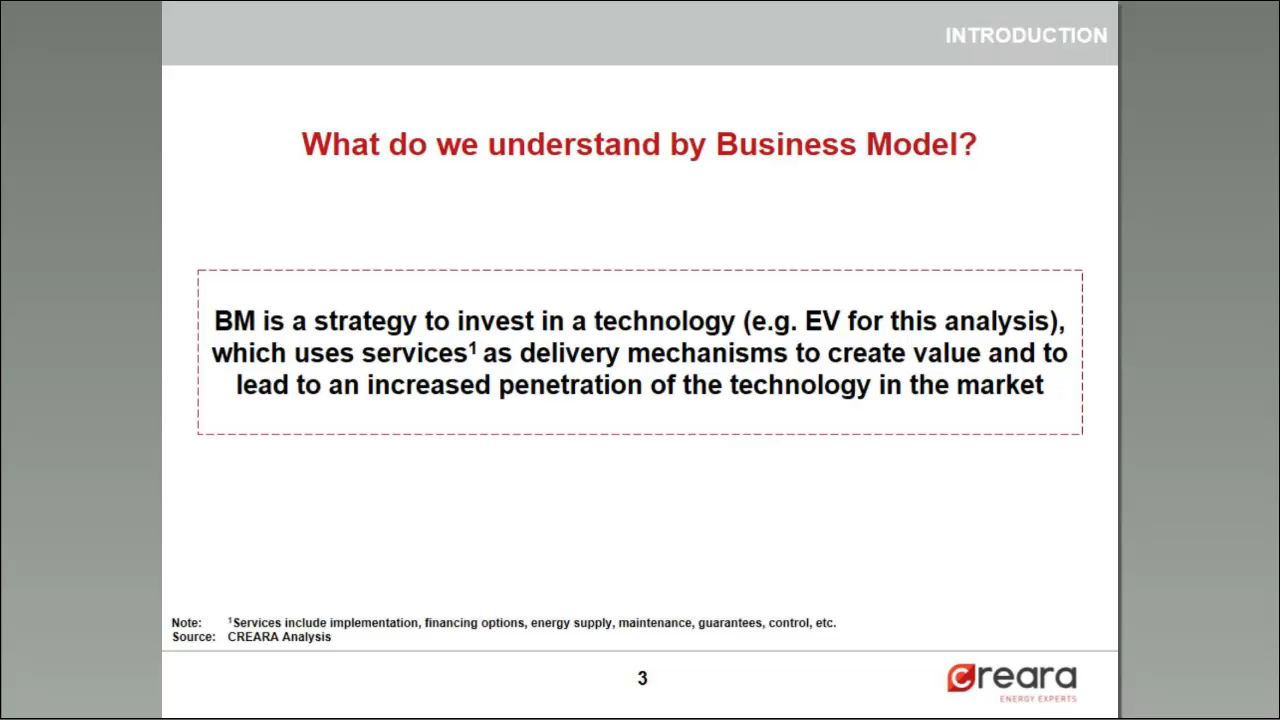 INTRODUCTION
What do we understand by Business Model?
BM is a strategy to invest in a technology (e.g. EV for this analysis),
which uses services¹ as delivery mechanisms to create value and to
lead to an increased penetration of the technology in the market
Note: ¹Services include implementation, financing options, energy supply, maintenance, guarantees, control, etc.
Source: CREARA Analysis
3
creara
ENERGY EXPERTS